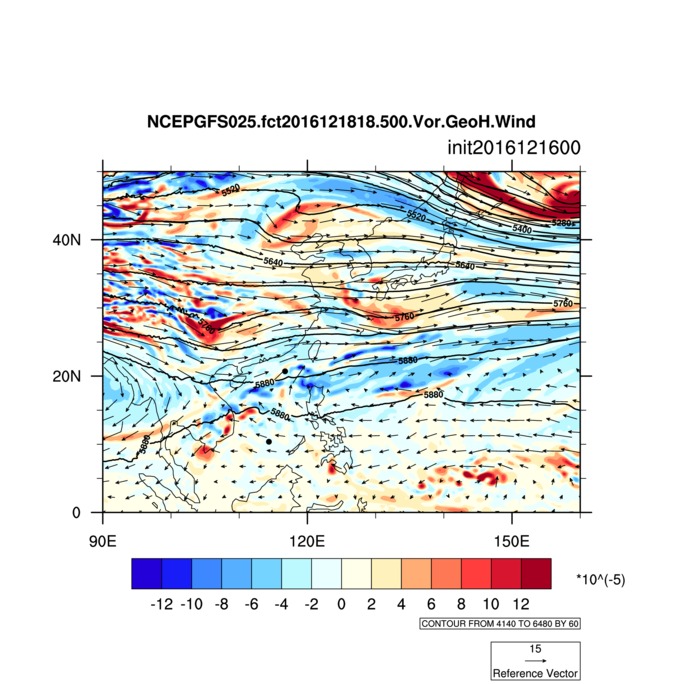 NCEPGFS025.fct2016121818.500.Vor.GeoH.Wind
init2016121600
5520
5520
5280
5400
40N
5640
5640
5760
5760
5760
5880
20N
5880
5880
5880
5880
0
90E 120E 150E
-12 -10 -8 -6 -4 -2 0 2 4 6 8 10 12
*10^(-5)
CONTOUR FROM 4140 TO 6480 BY 60
15
Reference Vector